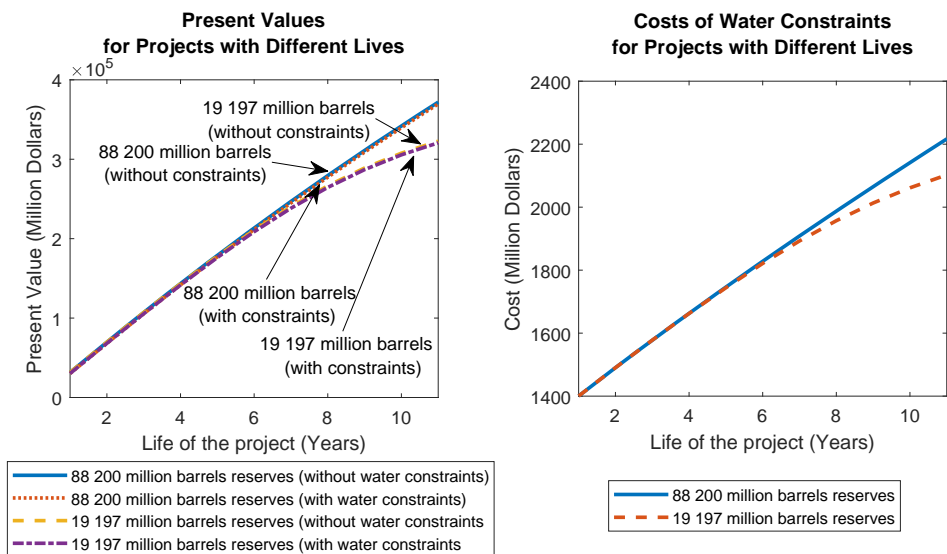 Present Values
for Projects with Different Lives
×10^5
4
3
2
1
0
2 4 6 8 10
Present Value (Million Dollars)
Life of the project (Years)
19 197 million barrels
(without constraints)
88 200 million barrels
(without constraints)
88 200 million barrels
(with constraints)
19 197 million barrels
(with constraints)
88 200 million barrels reserves (without water constraints)
88 200 million barrels reserves (with water constraints)
19 197 million barrels reserves (without water constraints
19 197 million barrels reserves (with water constraints
Costs of Water Constraints
for Projects with Different Lives
2400
2200
2000
1800
1600
1400
2 4 6 8 10
Cost (Million Dollars)
Life of the project (Years)
88 200 million barrels reserves
19 197 million barrels reserves